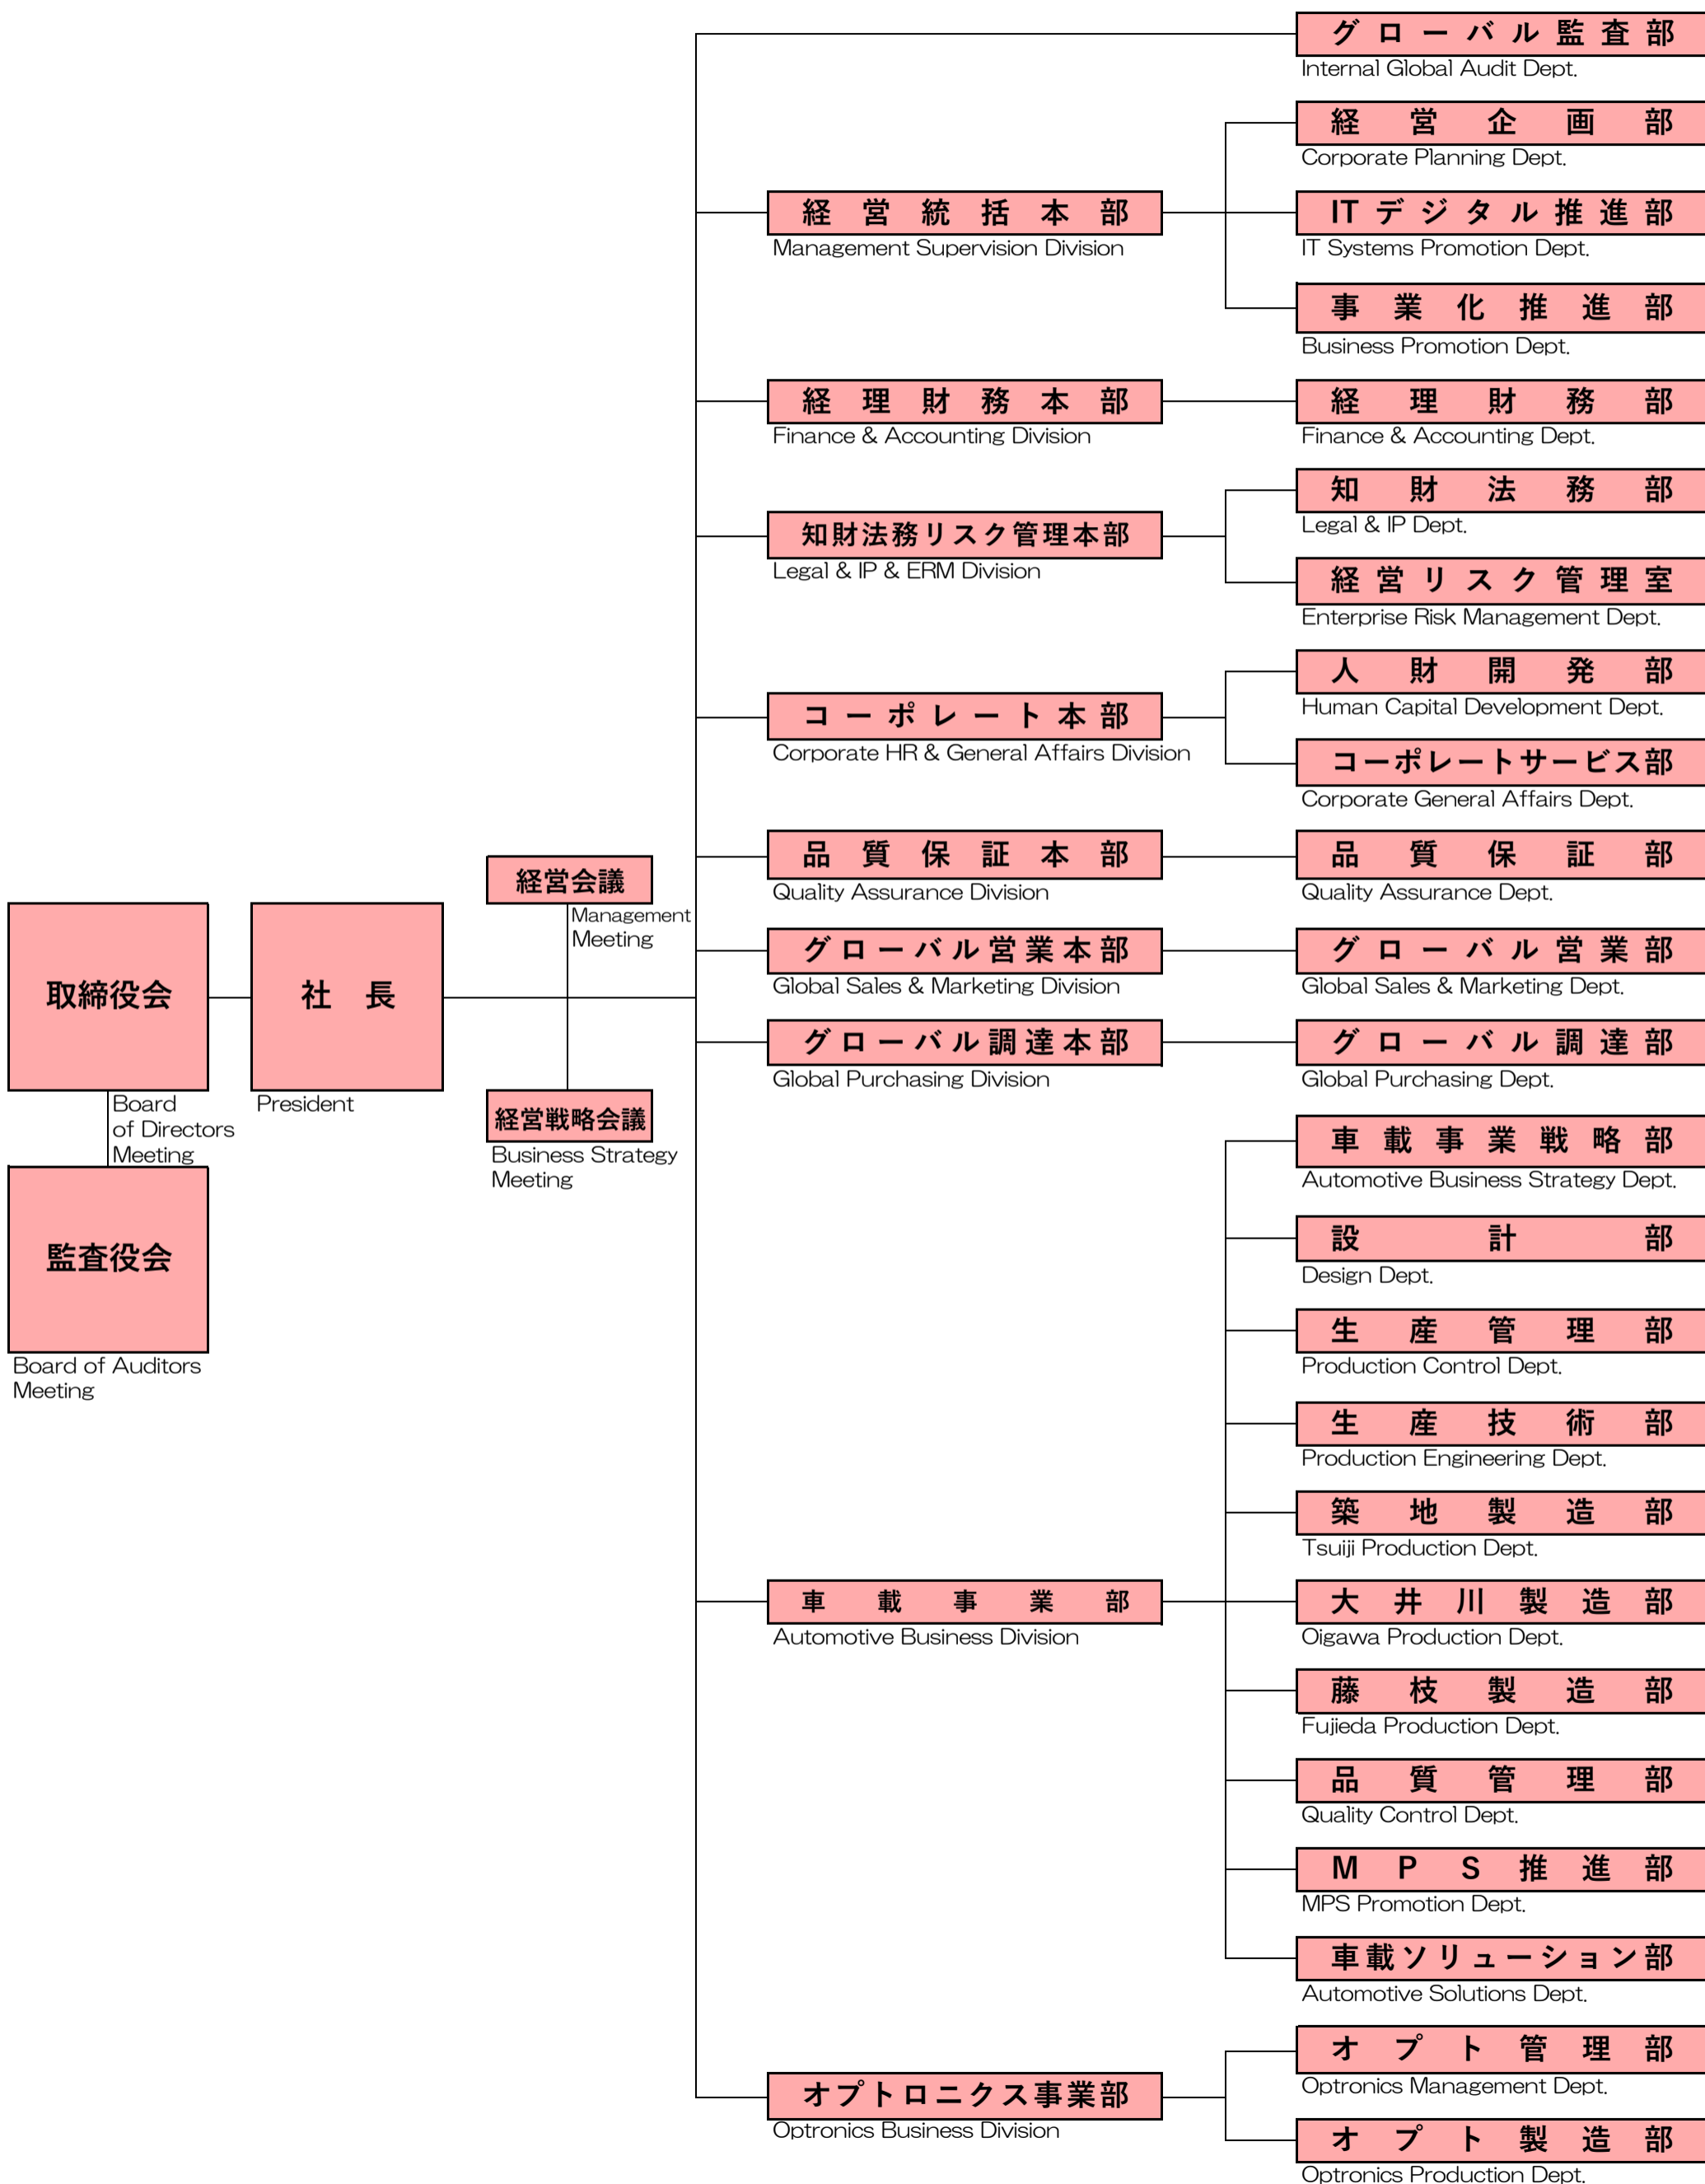 グローバル監査部
Internal Global Audit Dept.
経営企画部
Corporate Planning Dept.
経営統括本部
Management Supervision Division
ITデジタル推進部
IT Systems Promotion Dept.
事業化推進部
Business Promotion Dept.
経理財務本部
Finance & Accounting Division
経理財務部
Finance & Accounting Dept.
知財法務リスク管理本部
Legal & IP & ERM Division
知財法務部
Legal & IP Dept.
経営リスク管理室
Enterprise Risk Management Dept.
コーポレート本部
Corporate HR & General Affairs Division
人財開発部
Human Capital Development Dept.
コーポレートサービス部
Corporate General Affairs Dept.
品質保証本部
Quality Assurance Division
品質保証部
Quality Assurance Dept.
グローバル営業本部
Global Sales & Marketing Division
グローバル営業部
Global Sales & Marketing Dept.
グローバル調達本部
Global Purchasing Division
グローバル調達部
Global Purchasing Dept.
取締役会
Board
of Directors
Meeting
社長
President
経営会議
Management
Meeting
経営戦略会議
Business Strategy
Meeting
監査役会
Board of Auditors
Meeting
車載事業部
Automotive Business Division
車載事業戦略部
Automotive Business Strategy Dept.
設計部
Design Dept.
生産管理部
Production Control Dept.
生産技術部
Production Engineering Dept.
築地製造部
Tsuiji Production Dept.
大井川製造部
Oigawa Production Dept.
藤枝製造部
Fujieda Production Dept.
品質管理部
Quality Control Dept.
MPS推進部
MPS Promotion Dept.
車載ソリューション部
Automotive Solutions Dept.
オプトロニクス事業部
Optronics Business Division
オプト管理部
Optronics Management Dept.
オプト製造部
Optronics Production Dept.